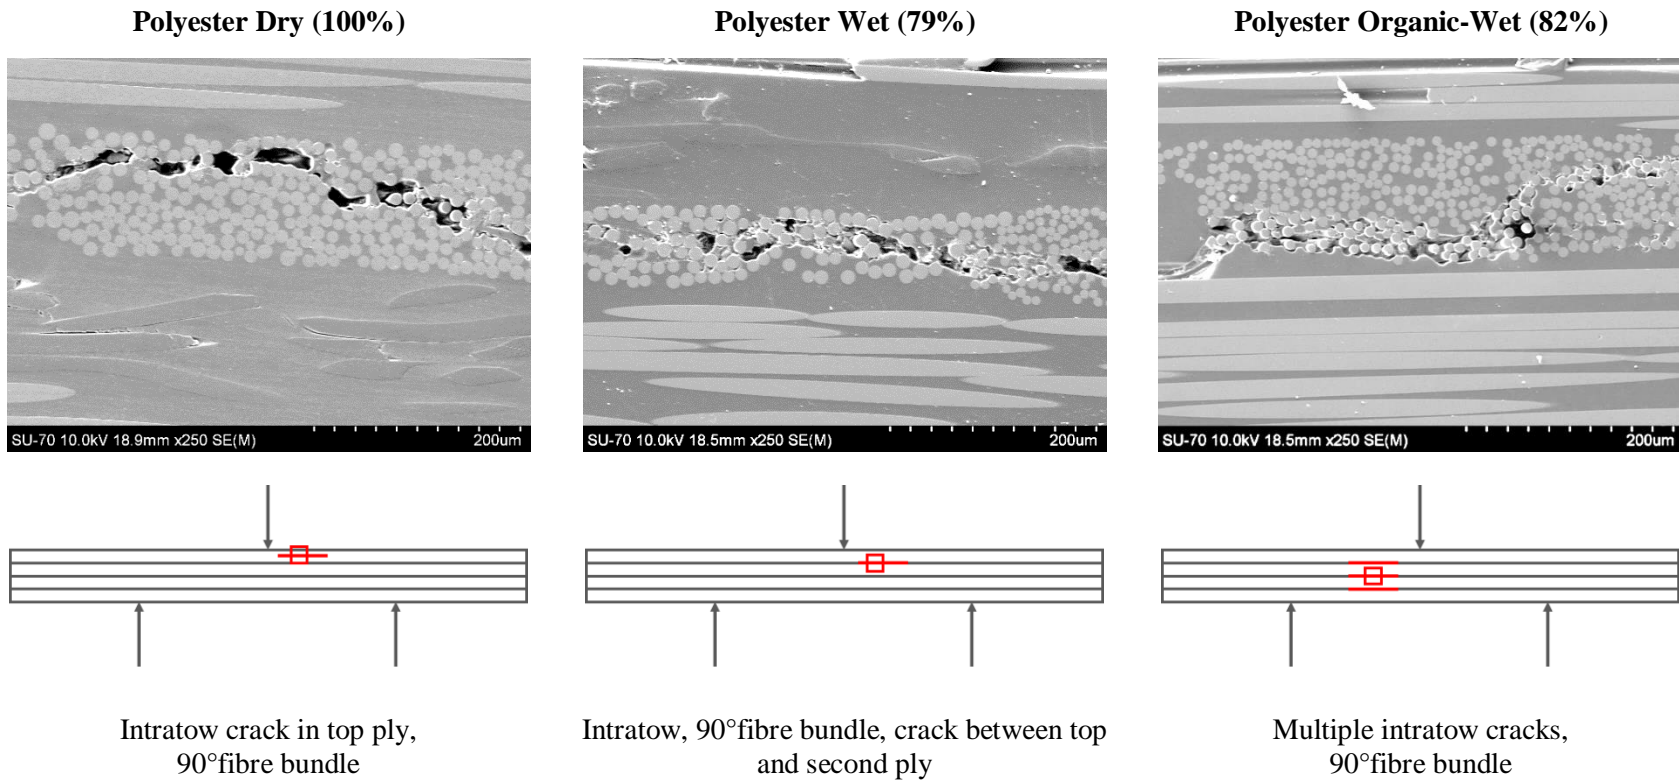 Polyester Dry (100%)
Polyester Wet (79%)
Polyester Organic-Wet (82%)
SU-70 10.0kV 18.9mm x250 SE(M) 200um
SU-70 10.0kV 18.5mm x250 SE(M) 200um
SU-70 10.0kV 18.5mm x250 SE(M) 200um
Intratow crack in top ply,
90°fibre bundle
Intratow, 90°fibre bundle, crack between top
and second ply
Multiple intratow cracks,
90°fibre bundle